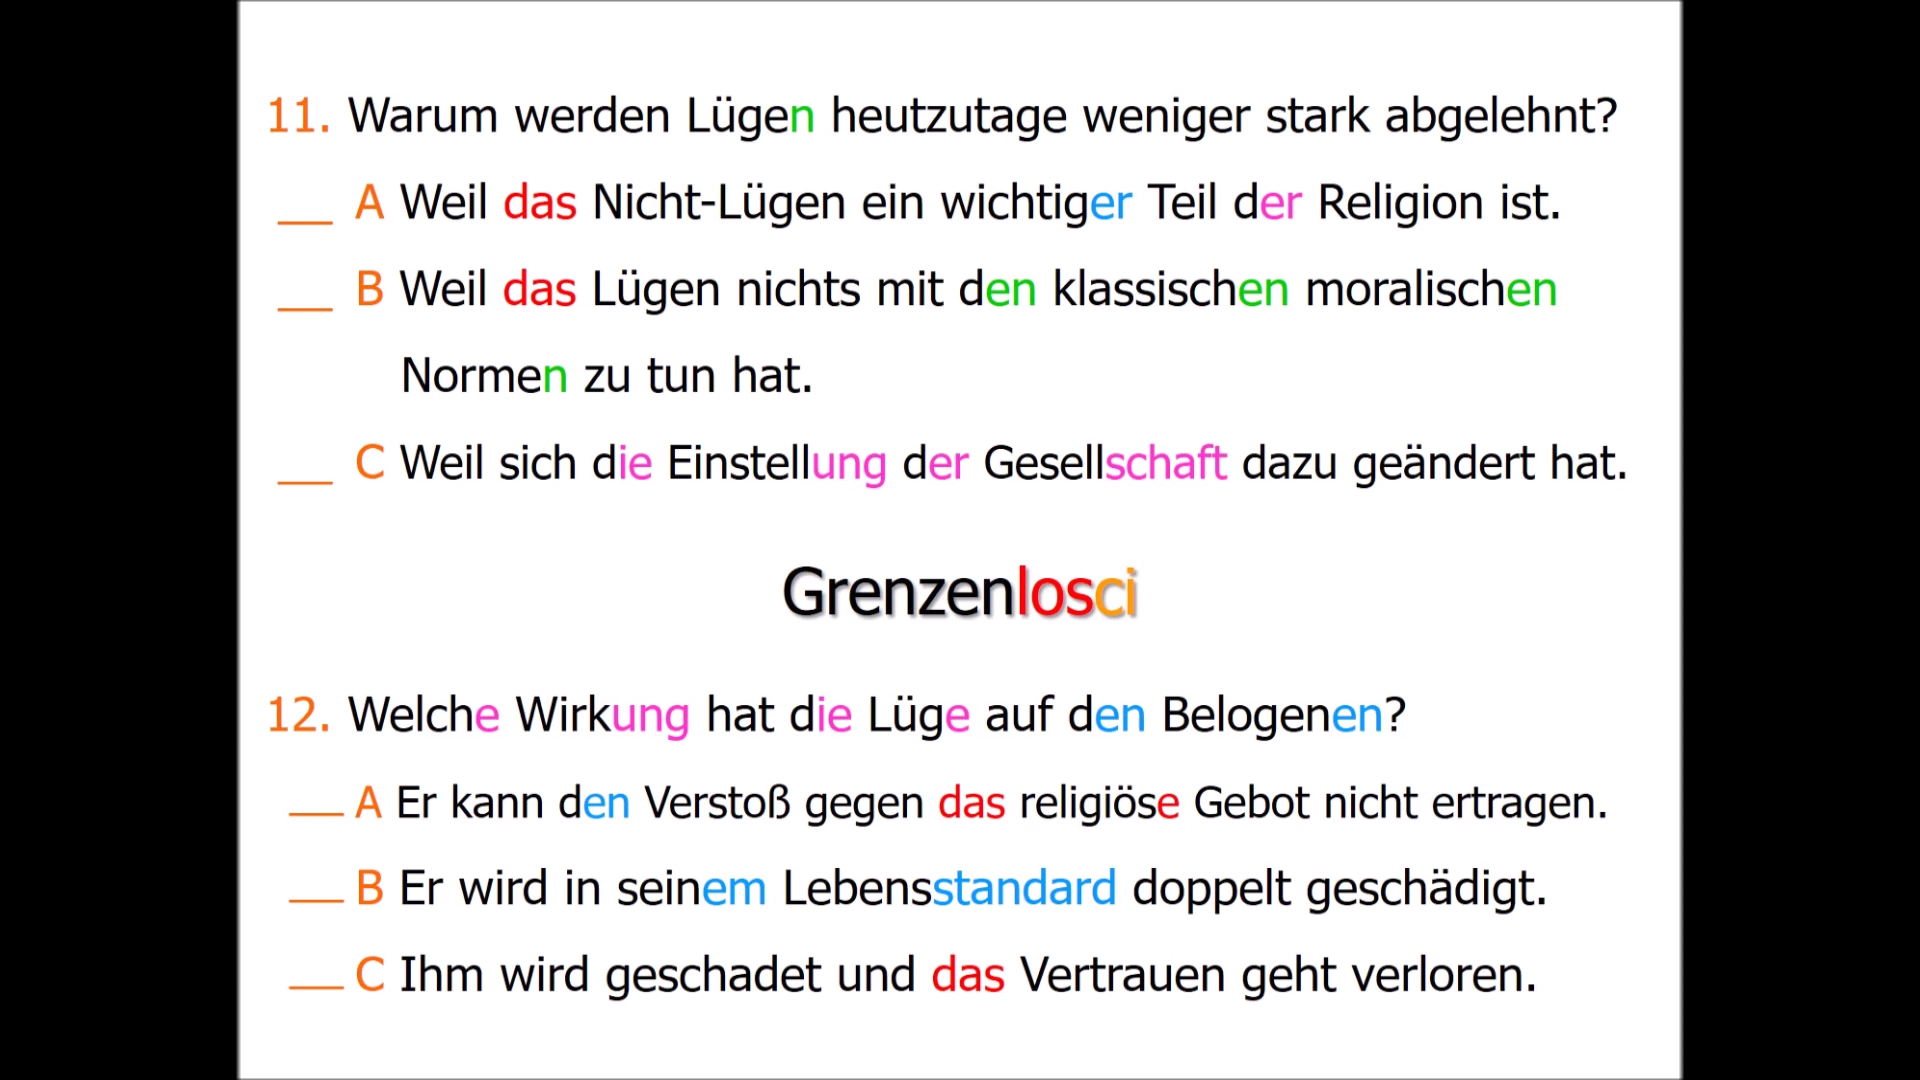 11. Warum werden Lügen heutzutage weniger stark abgelehnt?
__ A Weil das Nicht-Lügen ein wichtiger Teil der Religion ist.
__ B Weil das Lügen nichts mit den klassischen moralischen
Normen zu tun hat.
__ C Weil sich die Einstellung der Gesellschaft dazu geändert hat.
Grenzenlosci
12. Welche Wirkung hat die Lüge auf den Belogenen?
__ A Er kann den Verstoß gegen das religiöse Gebot nicht ertragen.
__ B Er wird in seinem Lebensstandard doppelt geschädigt.
__ C Ihm wird geschadet und das Vertrauen geht verloren.